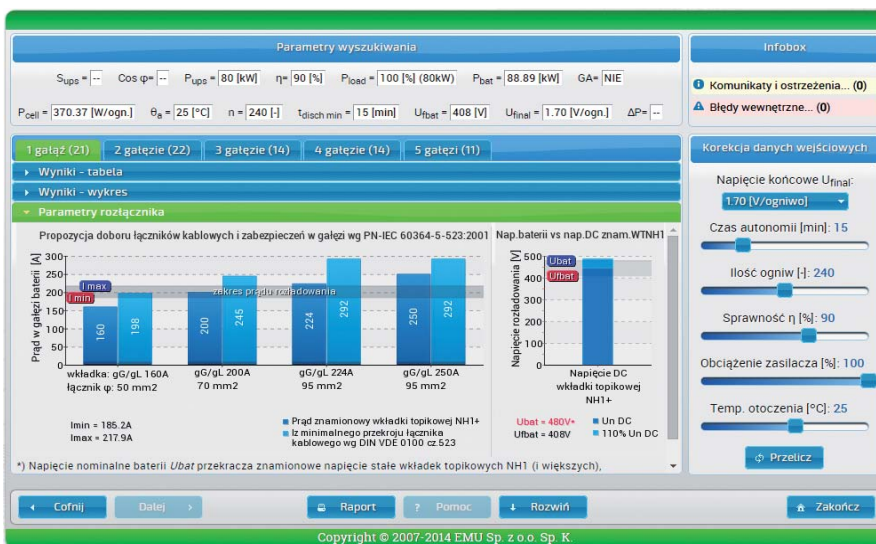 Parametry wyszukiwania
S_ups = -- Cos φ= -- P_ups = 80 [kW] η= 90 [%] P_load = 100 [%] (80kW) P_bat = 88.89 [kW] GA= NIE
P_cell = 370.37 [W/ogn.] θ_a = 25 [°C] n = 240 [-] t_disch min = 15 [min] U_fbat = 408 [V] U_final = 1.70 [V/ogn.] ΔP= --
Infobox
Komunikaty i ostrzeżenia... (0)
Błędy wewnętrzne... (0)
1 gałąź (21) 2 gałęzie (22) 3 gałęzie (14) 4 gałęzie (14) 5 gałęzi (11)
Wyniki - tabela
Wyniki - wykres
Parametry rozłącznika
Propozycja doboru łączników kablowych i zabezpieczeń w gałęzi wg PN-IEC 60364-5-523:2001
Prąd w gałęzi baterii [A]
300
250
200
150
100
50
0
I max
I min
zakres prądu rozładowania
160 198 200 245 224 292 250 292
wkładka: gG/gL 160A gG/gL 200A gG/gL 224A gG/gL 250A
łącznik φ: 50 mm2 70 mm2 95 mm2 95 mm2
Imin = 185.2A
Imax = 217.9A
Prąd znamionowy wkładki topikowej NH1+
Iz minimalnego przekroju łącznika
kablowego wg DIN VDE 0100 cz.523
Nap.baterii vs nap.DC znam.WTNH1
Napięcie rozładowania [V]
500
400
300
200
100
0
Ubat
Ufbat
Napięcie DC
wkładki topikowej
NH1+
Ubat = 480V*
Ufbat = 408V
Un DC
110% Un DC
*) Napięcie nominalne baterii Ubat przekracza znamionowe napięcie stałe wkładek topikowych NH1 (i większych),
Korekcja danych wejściowych
Napięcie końcowe U_final:
1.70 [V/ogniwo]
Czas autonomii [min]: 15
Ilość ogniw [-]: 240
Sprawność η [%]: 90
Obciążenie zasilacza [%]: 100
Temp. otoczenia [°C]: 25
Przelicz
Cofnij Dalej Raport Pomoc Rozwiń Zakończ
Copyright © 2007-2014 EMU Sp. z o.o. Sp. K.